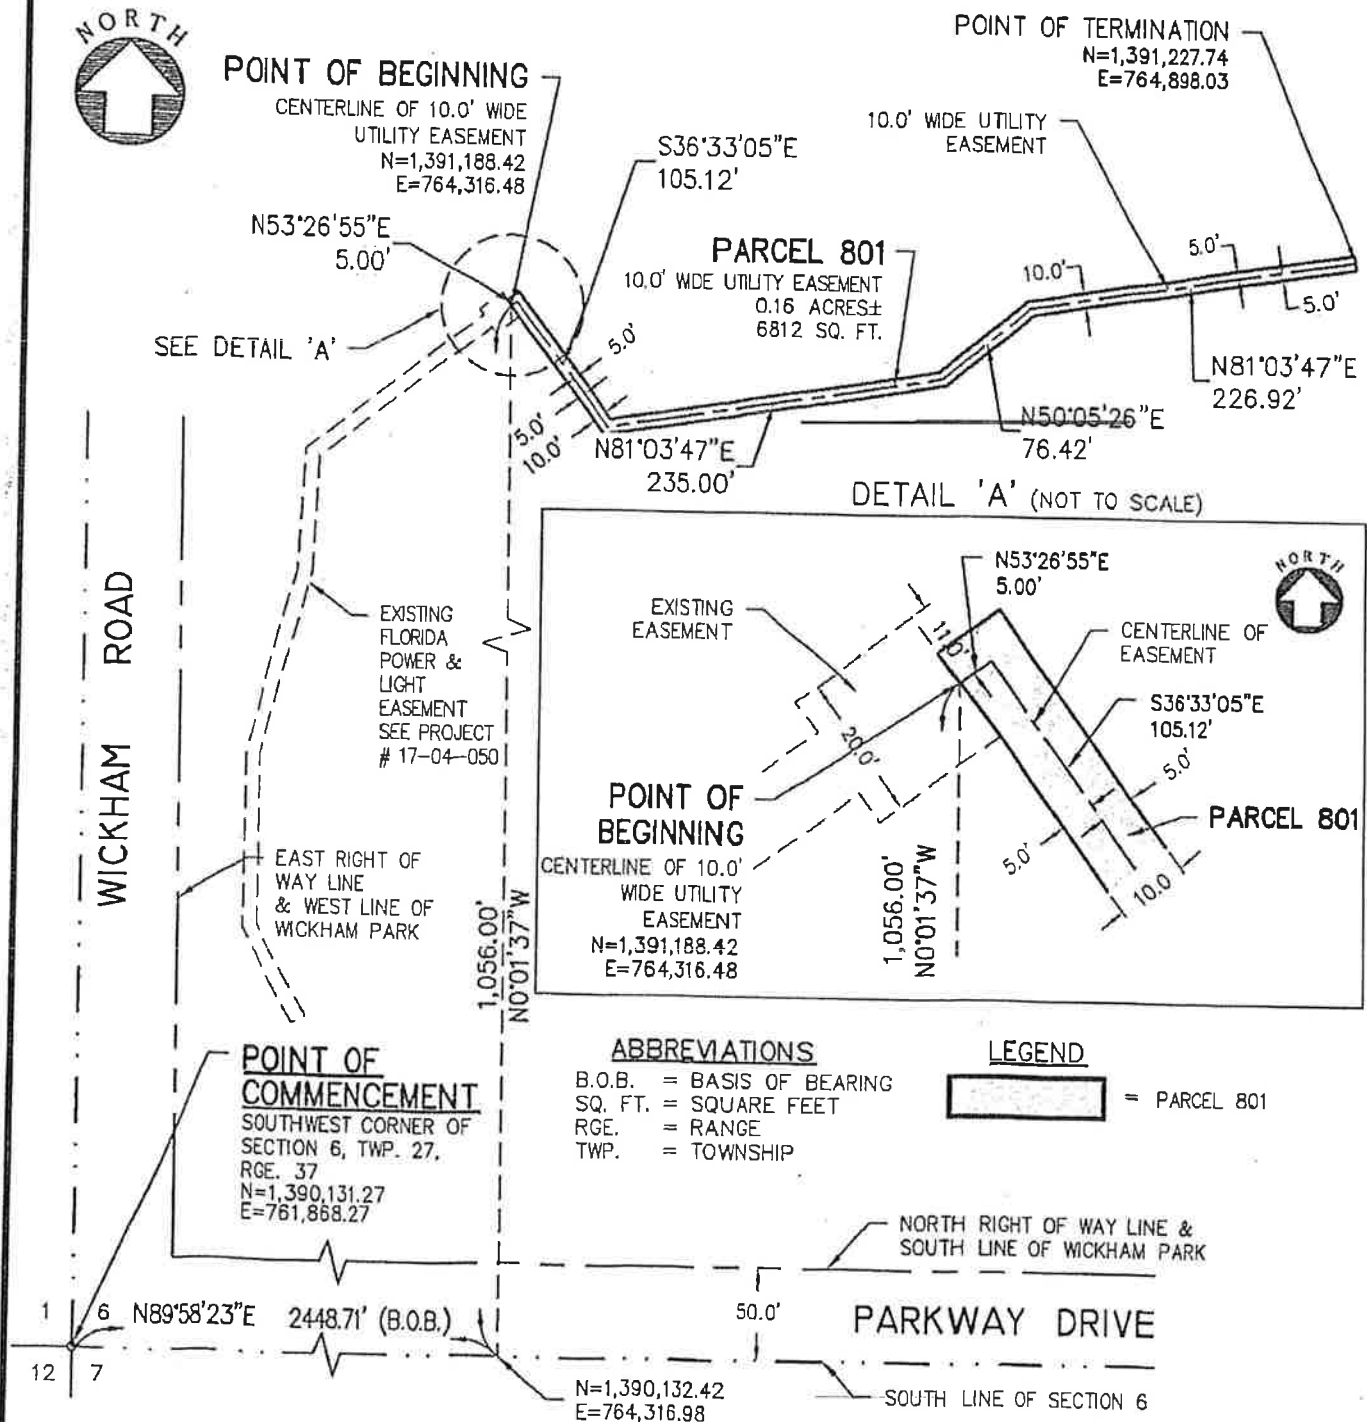 NORTH
POINT OF BEGINNING
CENTERLINE OF 10.0' WIDE
UTILITY EASEMENT
N=1,391,188.42
E=764,316.48
POINT OF TERMINATION
N=1,391,227.74
E=764,898.03
10.0' WIDE UTILITY
EASEMENT
S36°33'05"E
105.12'
N53°26'55"E
5.00'
PARCEL 801
10.0' WIDE UTILITY EASEMENT
0.16 ACRES±
6812 SQ. FT.
5.0'
10.0'
5.0'
SEE DETAIL 'A'
5.0'
N81°03'47"E
226.92'
5.0'
10.0'
N81°03'47"E
235.00'
N50°05'26"E
76.42'
DETAIL 'A' (NOT TO SCALE)
N53°26'55"E
5.00'
NORTH
EXISTING
EASEMENT
11.0'
CENTERLINE OF
EASEMENT
S36°33'05"E
105.12'
20.0'
5.0'
POINT OF
BEGINNING
CENTERLINE OF 10.0'
WIDE UTILITY
EASEMENT
N=1,391,188.42
E=764,316.48
PARCEL 801
5.0'
10.0
1,056.00'
N0°01'37"W
WICKHAM ROAD
EXISTING
FLORIDA
POWER &
LIGHT
EASEMENT
SEE PROJECT
# 17-04-050
EAST RIGHT OF
WAY LINE
& WEST LINE OF
WICKHAM PARK
1,056.00'
N0°01'37"W
POINT OF
COMMENCEMENT
SOUTHWEST CORNER OF
SECTION 6, TWP. 27,
RGE. 37
N=1,390,131.27
E=761,868.27
ABBREVIATIONS
B.O.B. = BASIS OF BEARING
SQ. FT. = SQUARE FEET
RGE. = RANGE
TWP. = TOWNSHIP
LEGEND
= PARCEL 801
NORTH RIGHT OF WAY LINE &
SOUTH LINE OF WICKHAM PARK
1 6
N89°58'23"E 2448.71' (B.O.B.)
50.0'
PARKWAY DRIVE
12 7
N=1,390,132.42
E=764,316.98
SOUTH LINE OF SECTION 6